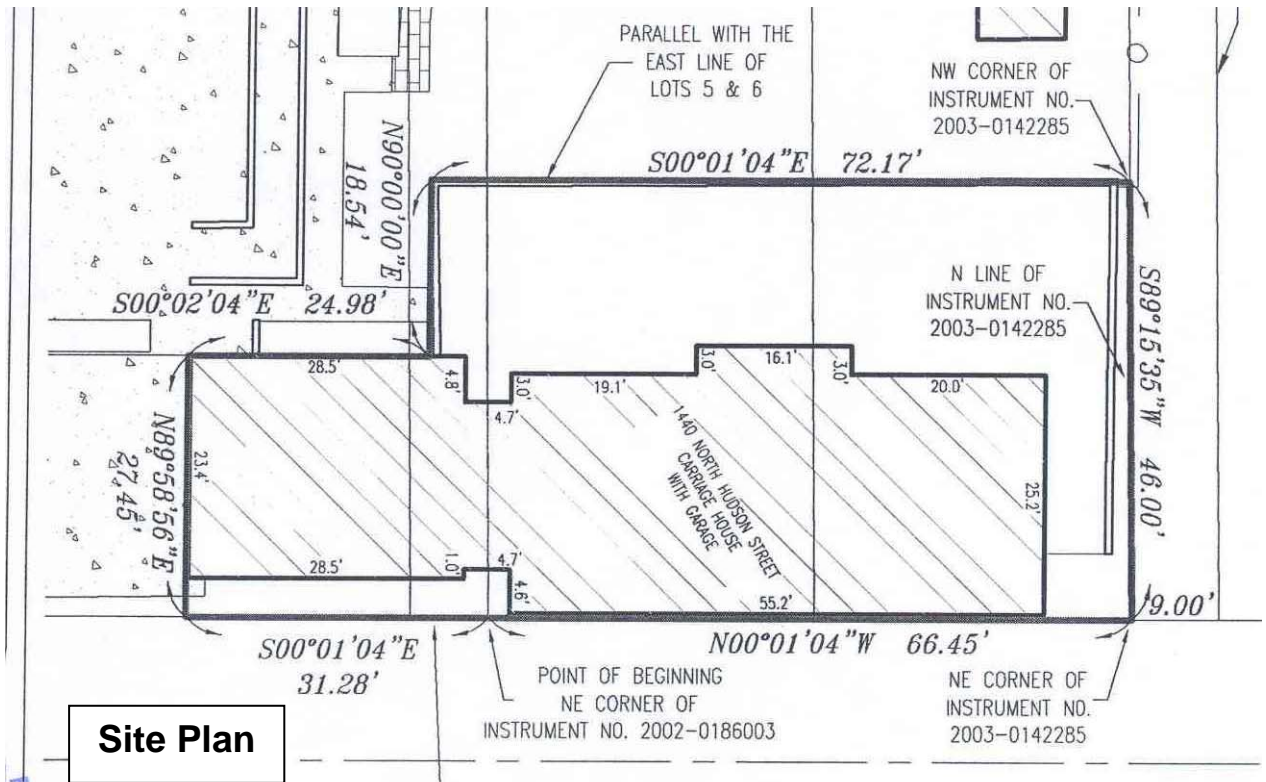 PARALLEL WITH THE
EAST LINE OF
LOTS 5 & 6
NW CORNER OF
INSTRUMENT NO.
2003-0142285
S00°01'04"E 72.17'
N90°00'00"E
18.54'
S00°02'04"E 24.98'
N LINE OF
INSTRUMENT NO.
2003-0142285
S89°15'35"W 46.00'
28.5'
4.8'
4.7'
3.0'
19.1'
3.0'
16.1'
3.0'
20.0'
N89°58'56"E
27.45'
23.4'
1440 NORTH HUDSON STREET
CARRIAGE HOUSE
WITH GARAGE
25.2'
28.5'
1.0'
4.7'
4.6'
55.2'
9.00'
S00°01'04"E
31.28'
N00°01'04"W 66.45'
POINT OF BEGINNING
NE CORNER OF
INSTRUMENT NO. 2002-0186003
NE CORNER OF
INSTRUMENT NO.
2003-0142285
Site Plan